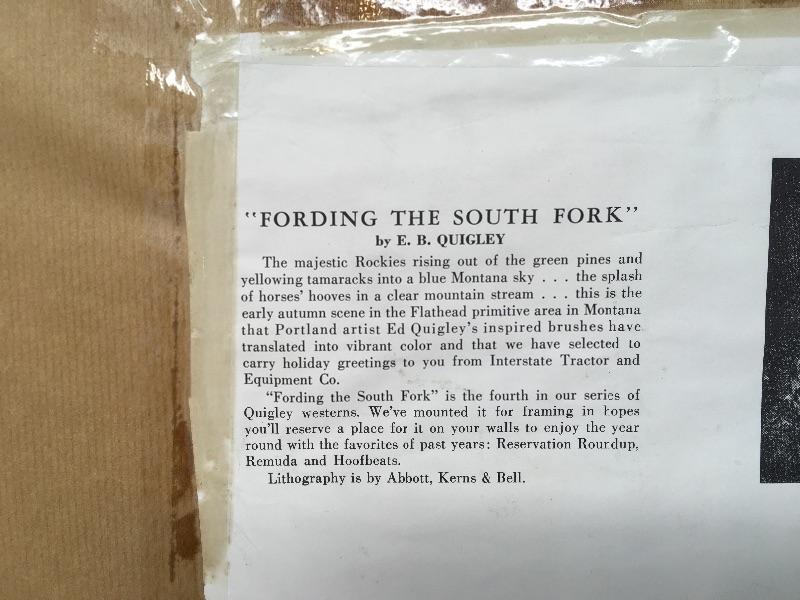 "FORDING THE SOUTH FORK"
by E. B. QUIGLEY
The majestic Rockies rising out of the green pines and
yellowing tamaracks into a blue Montana sky . . . the splash
of horses' hooves in a clear mountain stream . . . this is the
early autumn scene in the Flathead primitive area in Montana
that Portland artist Ed Quigley's inspired brushes have
translated into vibrant color and that we have selected to
carry holiday greetings to you from Interstate Tractor and
Equipment Co.
"Fording the South Fork" is the fourth in our series of
Quigley westerns. We've mounted it for framing in hopes
you'll reserve a place for it on your walls to enjoy the year
round with the favorites of past years: Reservation Roundup,
Remuda and Hoofbeats.
Lithography is by Abbott, Kerns & Bell.